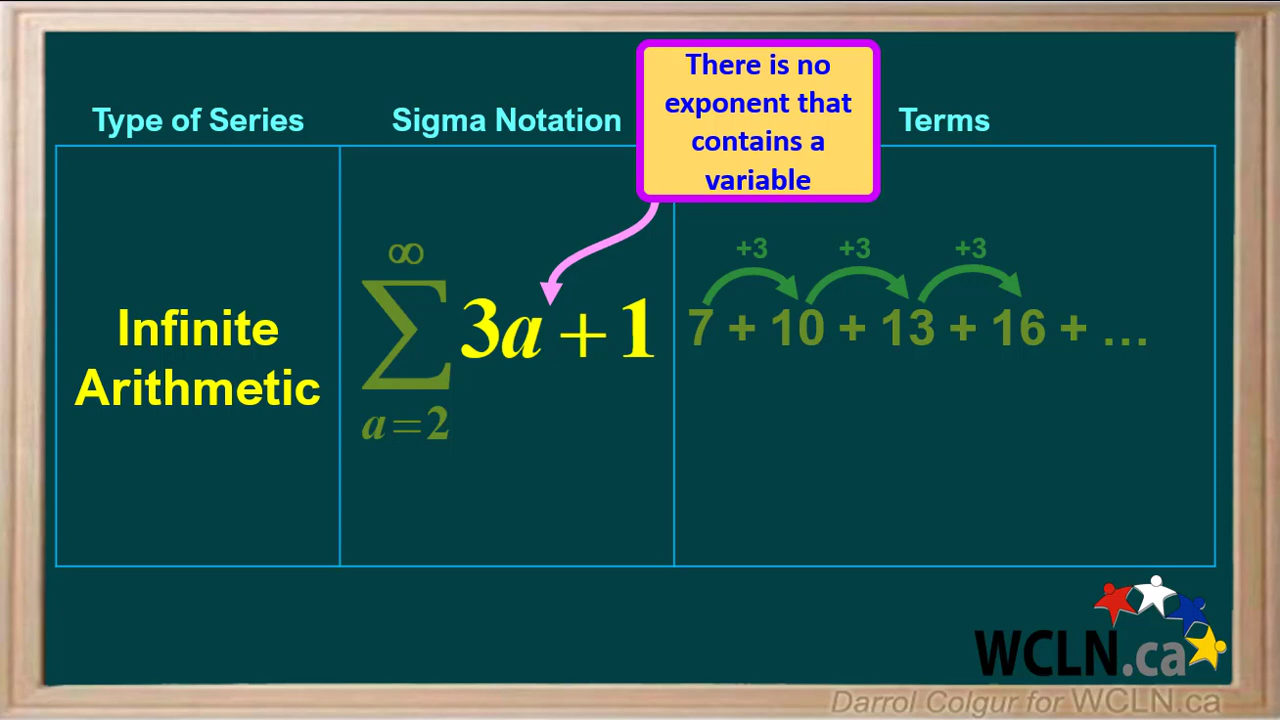 There is no
exponent that
contains a
variable
Type of Series
Sigma Notation
Terms
Infinite
Arithmetic
∞
∑ 3a + 1
a = 2
+3 +3 +3
7 + 10 + 13 + 16 + …
WCLN.ca
Darrol Colgur for WCLN.ca